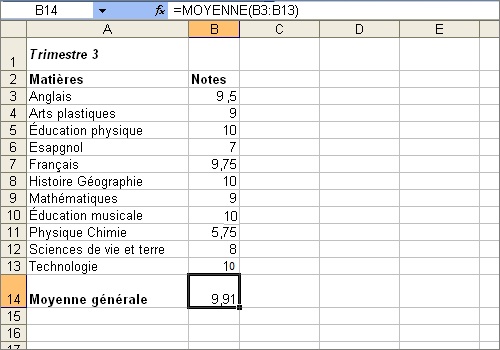 B14 fx =MOYENNE(B3:B13)
A B C D E
1 Trimestre 3
2 Matières Notes
3 Anglais 9,5
4 Arts plastiques 9
5 Éducation physique 10
6 Esapgnol 7
7 Français 9,75
8 Histoire Géographie 10
9 Mathématiques 9
10 Éducation musicale 10
11 Physique Chimie 5,75
12 Sciences de vie et terre 8
13 Technologie 10
14 Moyenne générale 9,91
15
16
17